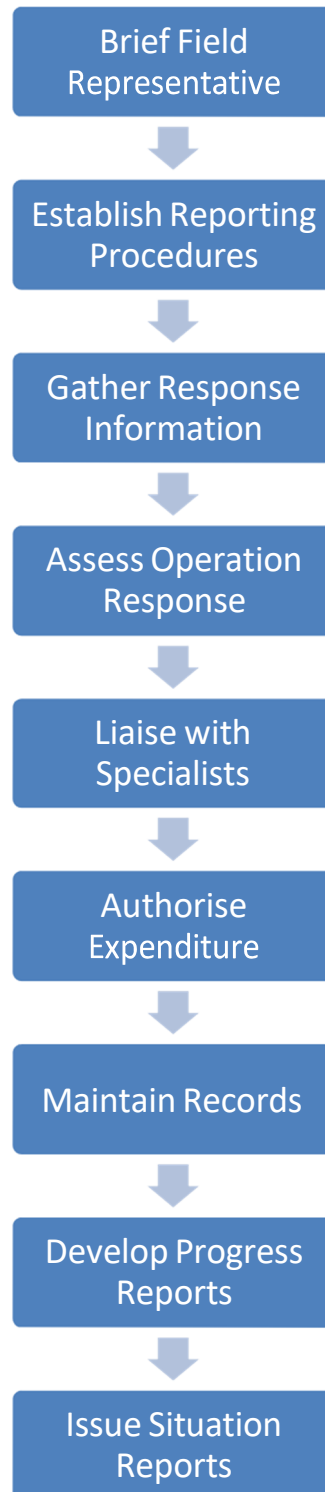 Brief Field
Representative
Establish Reporting
Procedures
Gather Response
Information
Assess Operation
Response
Liaise with
Specialists
Authorise
Expenditure
Maintain Records
Develop Progress
Reports
Issue Situation
Reports